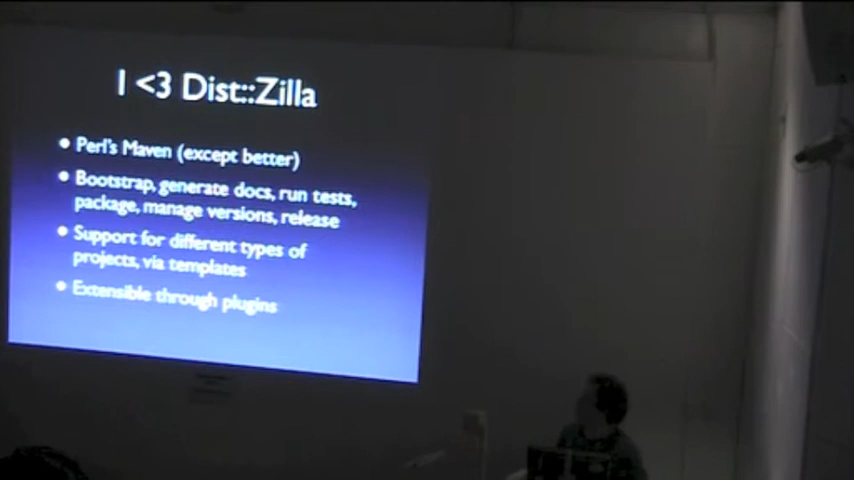 I <3 Dist::Zilla
• Perl's Maven (except better)
• Bootstrap, generate docs, run tests,
package, manage versions, release
• Support for different types of
projects, via templates
• Extensible through plugins